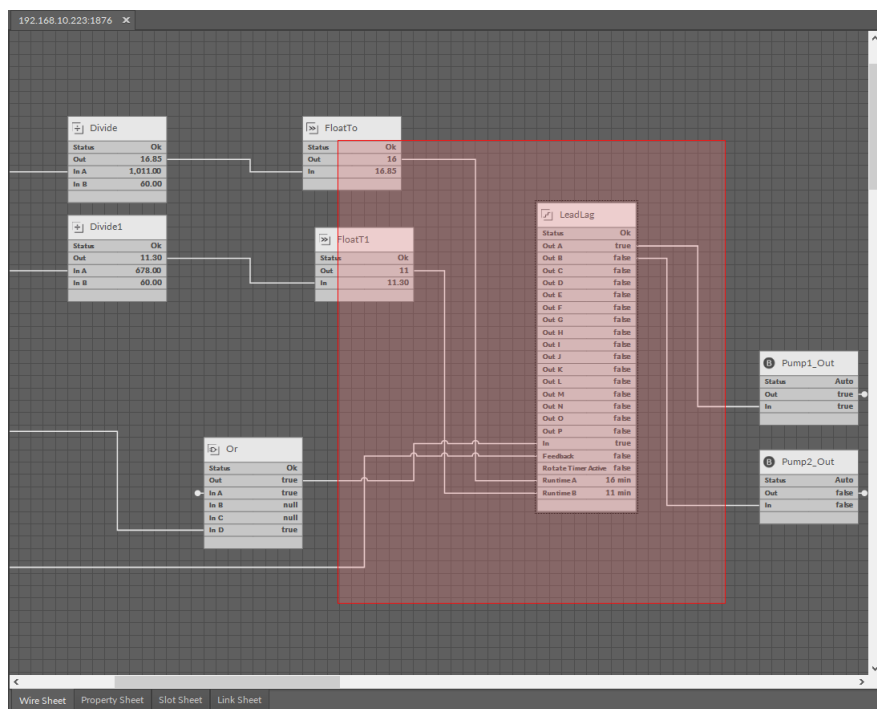 192.168.10.223:1876 ×
Divide
Status Ok
Out 16.85
In A 1,011.00
In B 60.00
FloatTo
Status Ok
Out 16
In 16.85
Divide1
Status Ok
Out 11.30
In A 678.00
In B 60.00
FloatT1
Status Ok
Out 11
In 11.30
LeadLag
Status Ok
Out A true
Out B false
Out C false
Out D false
Out E false
Out F false
Out G false
Out H false
Out I false
Out J false
Out K false
Out L false
Out M false
Out N false
Out O false
Out P false
In true
Feedback false
Rotate Timer Active false
Runtime A 16 min
Runtime B 11 min
Or
Status Ok
Out true
In A true
In B null
In C null
In D true
B Pump1_Out
Status Auto
Out true
In true
B Pump2_Out
Status Auto
Out false
In false
Wire Sheet Property Sheet Slot Sheet Link Sheet